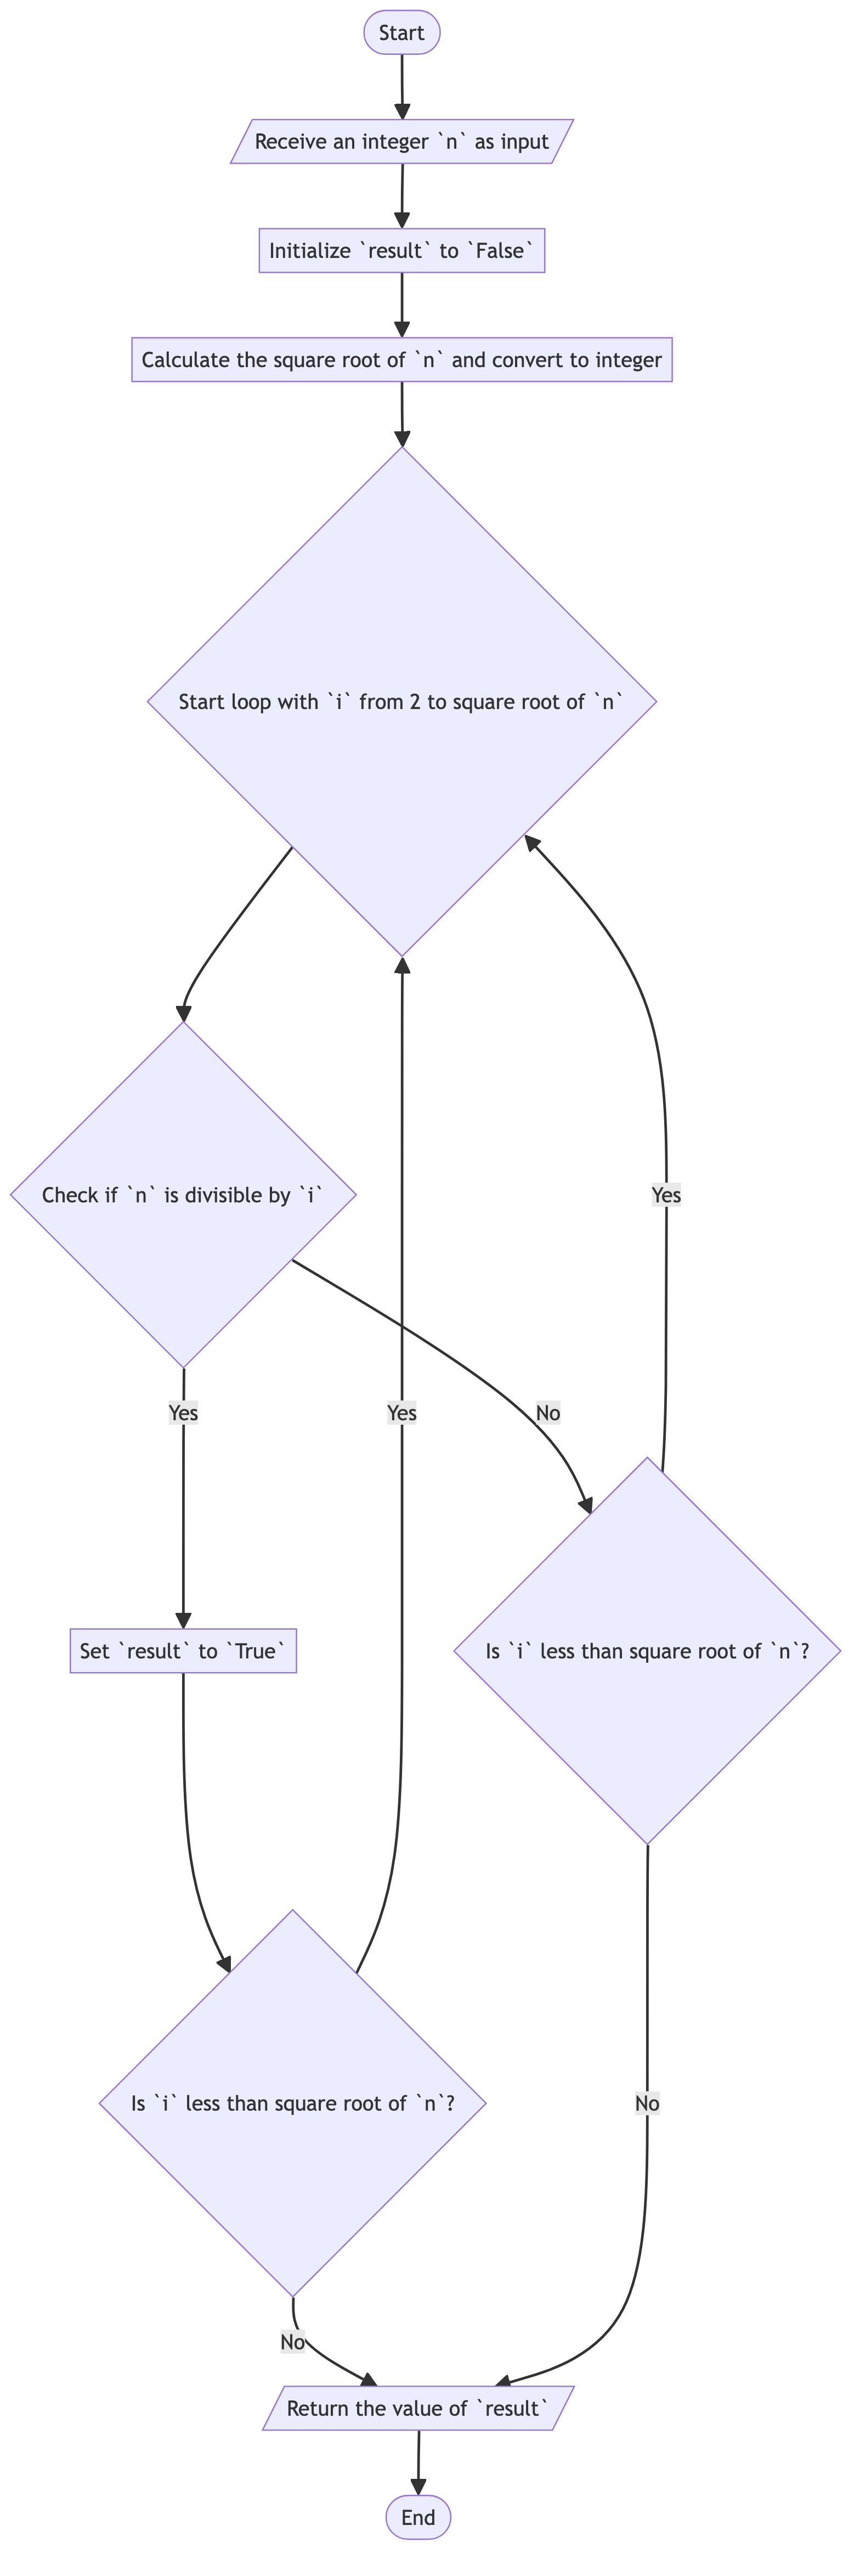 Start
Receive an integer `n` as input
Initialize `result` to `False`
Calculate the square root of `n` and convert to integer
Start loop with `i` from 2 to square root of `n`
Check if `n` is divisible by `i`
Yes
Yes
Yes
No
Set `result` to `True`
Is `i` less than square root of `n`?
Is `i` less than square root of `n`?
No
No
Return the value of `result`
End